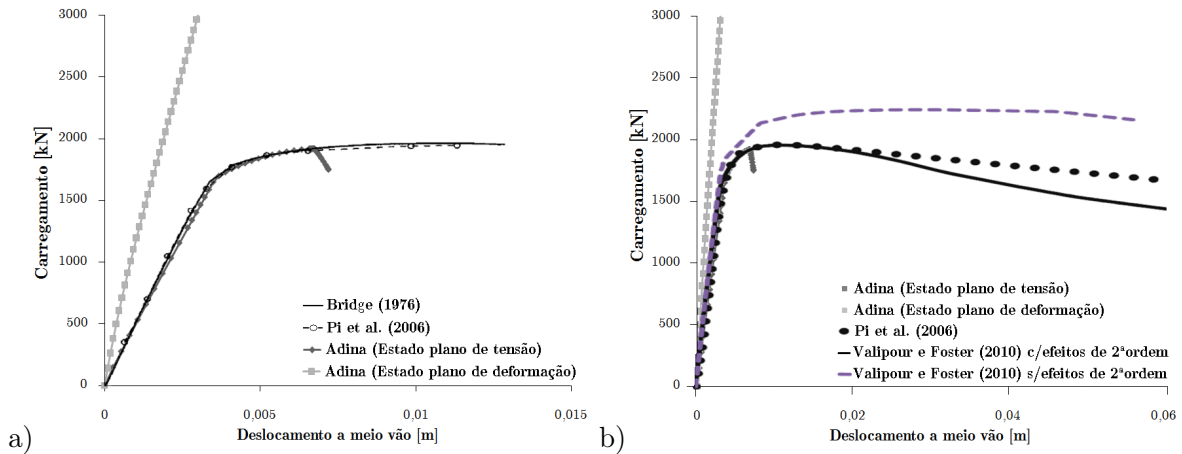 3000
2500
2000
1500
1000
500
0
Carregamento [kN]
Bridge (1976)
Pi et al. (2006)
Adina (Estado plano de tensão)
Adina (Estado plano de deformação)
0
0,005
0,01
0,015
Deslocamento a meio vão [m]
a)
3000
2500
2000
1500
1000
500
0
Carregamento [kN]
Adina (Estado plano de tensão)
Adina (Estado plano de deformação)
Pi et al. (2006)
Valipour e Foster (2010) c/efeitos de 2ªordem
Valipour e Foster (2010) s/efeitos de 2ªordem
0
0,02
0,04
0,06
Deslocamento a meio vão [m]
b)